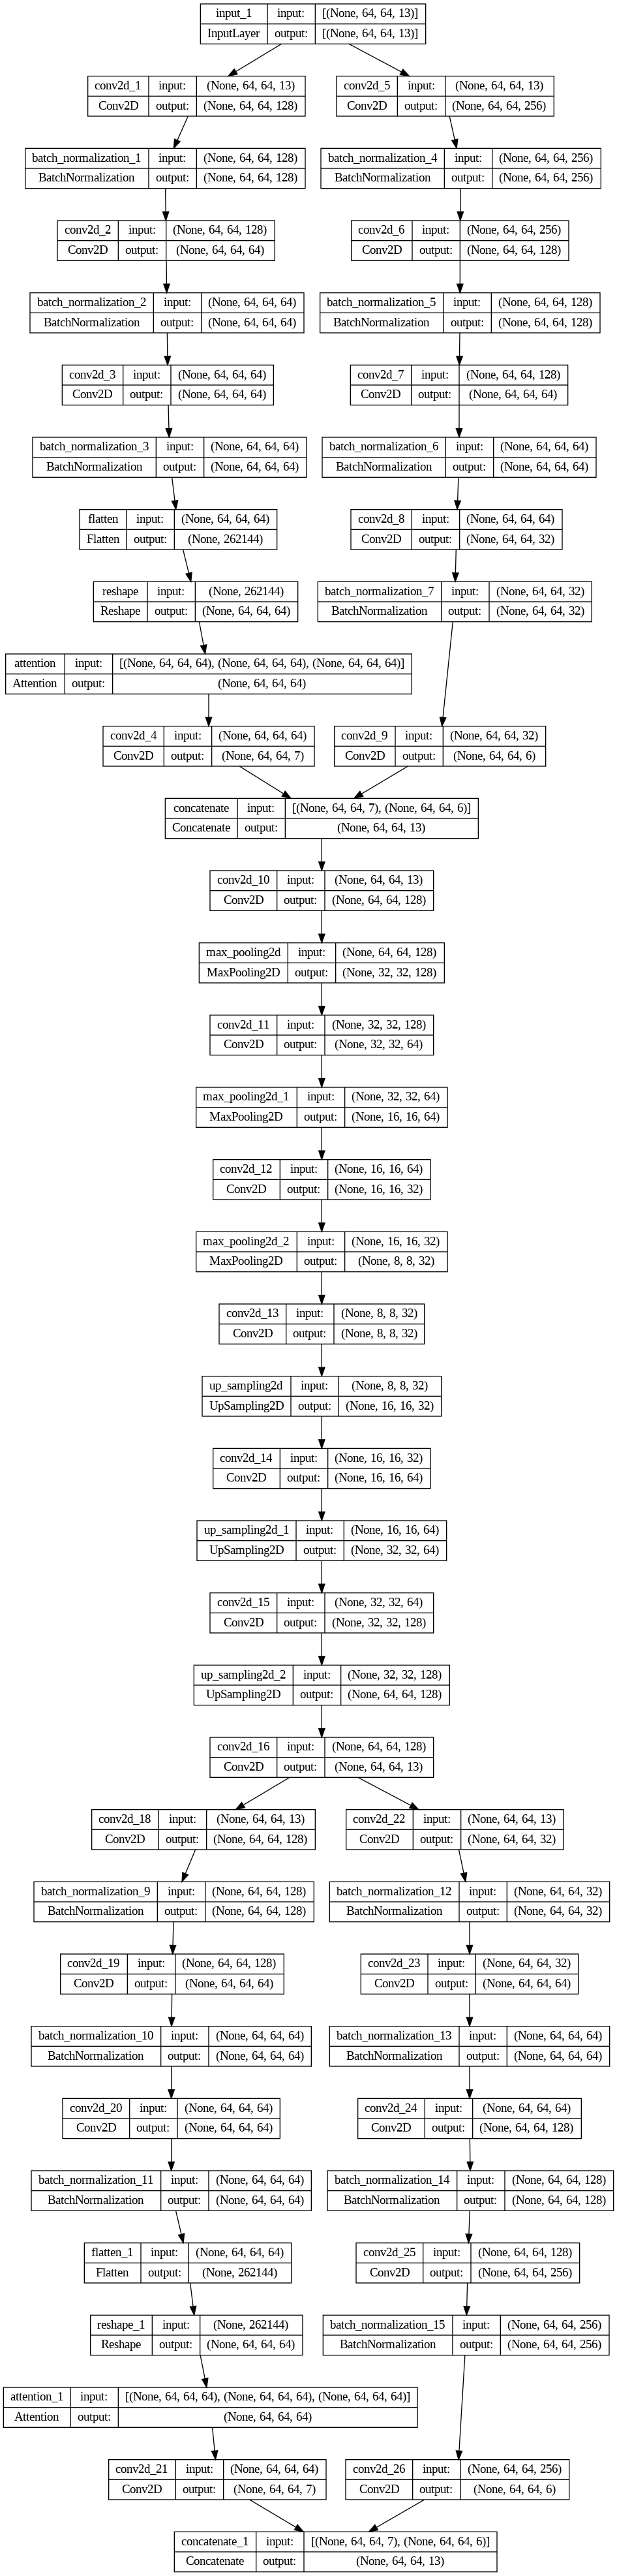 input_1 input: [(None, 64, 64, 13)]
InputLayer output: [(None, 64, 64, 13)]
conv2d_1 input: (None, 64, 64, 13)
Conv2D output: (None, 64, 64, 128)
conv2d_5 input: (None, 64, 64, 13)
Conv2D output: (None, 64, 64, 256)
batch_normalization_1 input: (None, 64, 64, 128)
BatchNormalization output: (None, 64, 64, 128)
batch_normalization_4 input: (None, 64, 64, 256)
BatchNormalization output: (None, 64, 64, 256)
conv2d_2 input: (None, 64, 64, 128)
Conv2D output: (None, 64, 64, 64)
conv2d_6 input: (None, 64, 64, 256)
Conv2D output: (None, 64, 64, 128)
batch_normalization_2 input: (None, 64, 64, 64)
BatchNormalization output: (None, 64, 64, 64)
batch_normalization_5 input: (None, 64, 64, 128)
BatchNormalization output: (None, 64, 64, 128)
conv2d_3 input: (None, 64, 64, 64)
Conv2D output: (None, 64, 64, 64)
conv2d_7 input: (None, 64, 64, 128)
Conv2D output: (None, 64, 64, 64)
batch_normalization_3 input: (None, 64, 64, 64)
BatchNormalization output: (None, 64, 64, 64)
batch_normalization_6 input: (None, 64, 64, 64)
BatchNormalization output: (None, 64, 64, 64)
flatten input: (None, 64, 64, 64)
Flatten output: (None, 262144)
conv2d_8 input: (None, 64, 64, 64)
Conv2D output: (None, 64, 64, 32)
reshape input: (None, 262144)
Reshape output: (None, 64, 64, 64)
batch_normalization_7 input: (None, 64, 64, 32)
BatchNormalization output: (None, 64, 64, 32)
attention input: [(None, 64, 64, 64), (None, 64, 64, 64), (None, 64, 64, 64)]
Attention output: (None, 64, 64, 64)
conv2d_4 input: (None, 64, 64, 64)
Conv2D output: (None, 64, 64, 7)
conv2d_9 input: (None, 64, 64, 32)
Conv2D output: (None, 64, 64, 6)
concatenate input: [(None, 64, 64, 7), (None, 64, 64, 6)]
Concatenate output: (None, 64, 64, 13)
conv2d_10 input: (None, 64, 64, 13)
Conv2D output: (None, 64, 64, 128)
max_pooling2d input: (None, 64, 64, 128)
MaxPooling2D output: (None, 32, 32, 128)
conv2d_11 input: (None, 32, 32, 128)
Conv2D output: (None, 32, 32, 64)
max_pooling2d_1 input: (None, 32, 32, 64)
MaxPooling2D output: (None, 16, 16, 64)
conv2d_12 input: (None, 16, 16, 64)
Conv2D output: (None, 16, 16, 32)
max_pooling2d_2 input: (None, 16, 16, 32)
MaxPooling2D output: (None, 8, 8, 32)
conv2d_13 input: (None, 8, 8, 32)
Conv2D output: (None, 8, 8, 32)
up_sampling2d input: (None, 8, 8, 32)
UpSampling2D output: (None, 16, 16, 32)
conv2d_14 input: (None, 16, 16, 32)
Conv2D output: (None, 16, 16, 64)
up_sampling2d_1 input: (None, 16, 16, 64)
UpSampling2D output: (None, 32, 32, 64)
conv2d_15 input: (None, 32, 32, 64)
Conv2D output: (None, 32, 32, 128)
up_sampling2d_2 input: (None, 32, 32, 128)
UpSampling2D output: (None, 64, 64, 128)
conv2d_16 input: (None, 64, 64, 128)
Conv2D output: (None, 64, 64, 13)
conv2d_18 input: (None, 64, 64, 13)
Conv2D output: (None, 64, 64, 128)
conv2d_22 input: (None, 64, 64, 13)
Conv2D output: (None, 64, 64, 32)
batch_normalization_9 input: (None, 64, 64, 128)
BatchNormalization output: (None, 64, 64, 128)
batch_normalization_12 input: (None, 64, 64, 32)
BatchNormalization output: (None, 64, 64, 32)
conv2d_19 input: (None, 64, 64, 128)
Conv2D output: (None, 64, 64, 64)
conv2d_23 input: (None, 64, 64, 32)
Conv2D output: (None, 64, 64, 64)
batch_normalization_10 input: (None, 64, 64, 64)
BatchNormalization output: (None, 64, 64, 64)
batch_normalization_13 input: (None, 64, 64, 64)
BatchNormalization output: (None, 64, 64, 64)
conv2d_20 input: (None, 64, 64, 64)
Conv2D output: (None, 64, 64, 64)
conv2d_24 input: (None, 64, 64, 64)
Conv2D output: (None, 64, 64, 128)
batch_normalization_11 input: (None, 64, 64, 64)
BatchNormalization output: (None, 64, 64, 64)
batch_normalization_14 input: (None, 64, 64, 128)
BatchNormalization output: (None, 64, 64, 128)
flatten_1 input: (None, 64, 64, 64)
Flatten output: (None, 262144)
conv2d_25 input: (None, 64, 64, 128)
Conv2D output: (None, 64, 64, 256)
reshape_1 input: (None, 262144)
Reshape output: (None, 64, 64, 64)
batch_normalization_15 input: (None, 64, 64, 256)
BatchNormalization output: (None, 64, 64, 256)
attention_1 input: [(None, 64, 64, 64), (None, 64, 64, 64), (None, 64, 64, 64)]
Attention output: (None, 64, 64, 64)
conv2d_21 input: (None, 64, 64, 64)
Conv2D output: (None, 64, 64, 7)
conv2d_26 input: (None, 64, 64, 256)
Conv2D output: (None, 64, 64, 6)
concatenate_1 input: [(None, 64, 64, 7), (None, 64, 64, 6)]
Concatenate output: (None, 64, 64, 13)